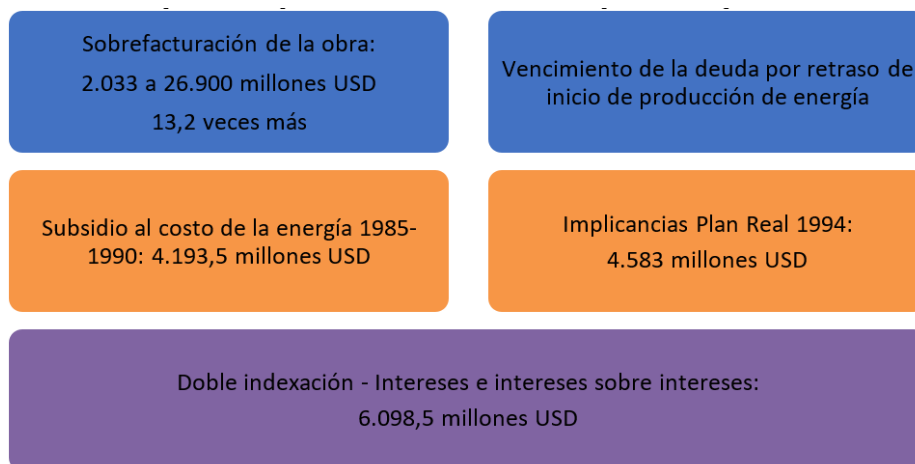 Sobrefacturación de la obra:
2.033 a 26.900 millones USD
13,2 veces más
Vencimiento de la deuda por retraso de
inicio de producción de energía
Subsidio al costo de la energía 1985-
1990: 4.193,5 millones USD
Implicancias Plan Real 1994:
4.583 millones USD
Doble indexación - Intereses e intereses sobre intereses:
6.098,5 millones USD